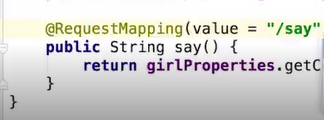 @RequestMapping(value = "/say"
public String say() {
return girlProperties.getC
}
}